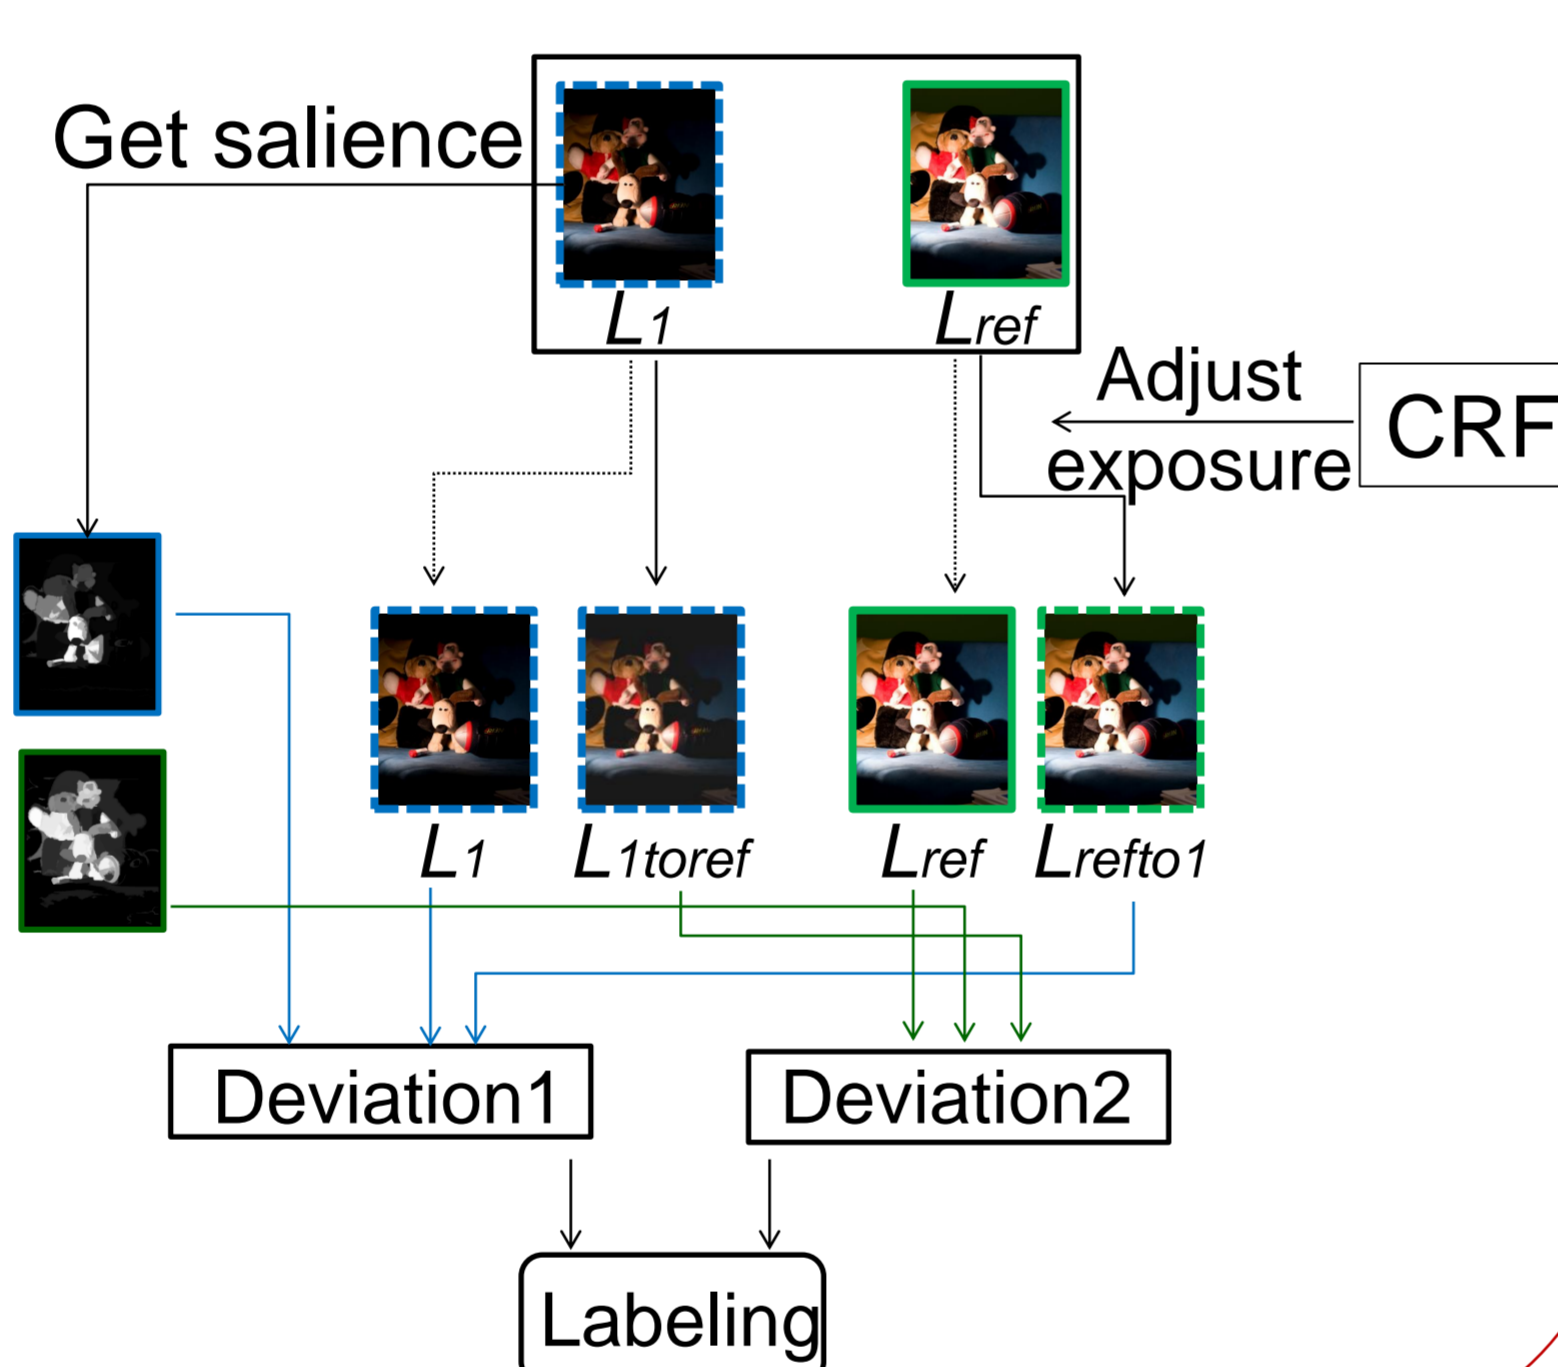 Get salience
L1
Lref
Adjust
exposure
CRF
L1
L1toref
Lref
Lrefto1
Deviation1
Deviation2
Labeling